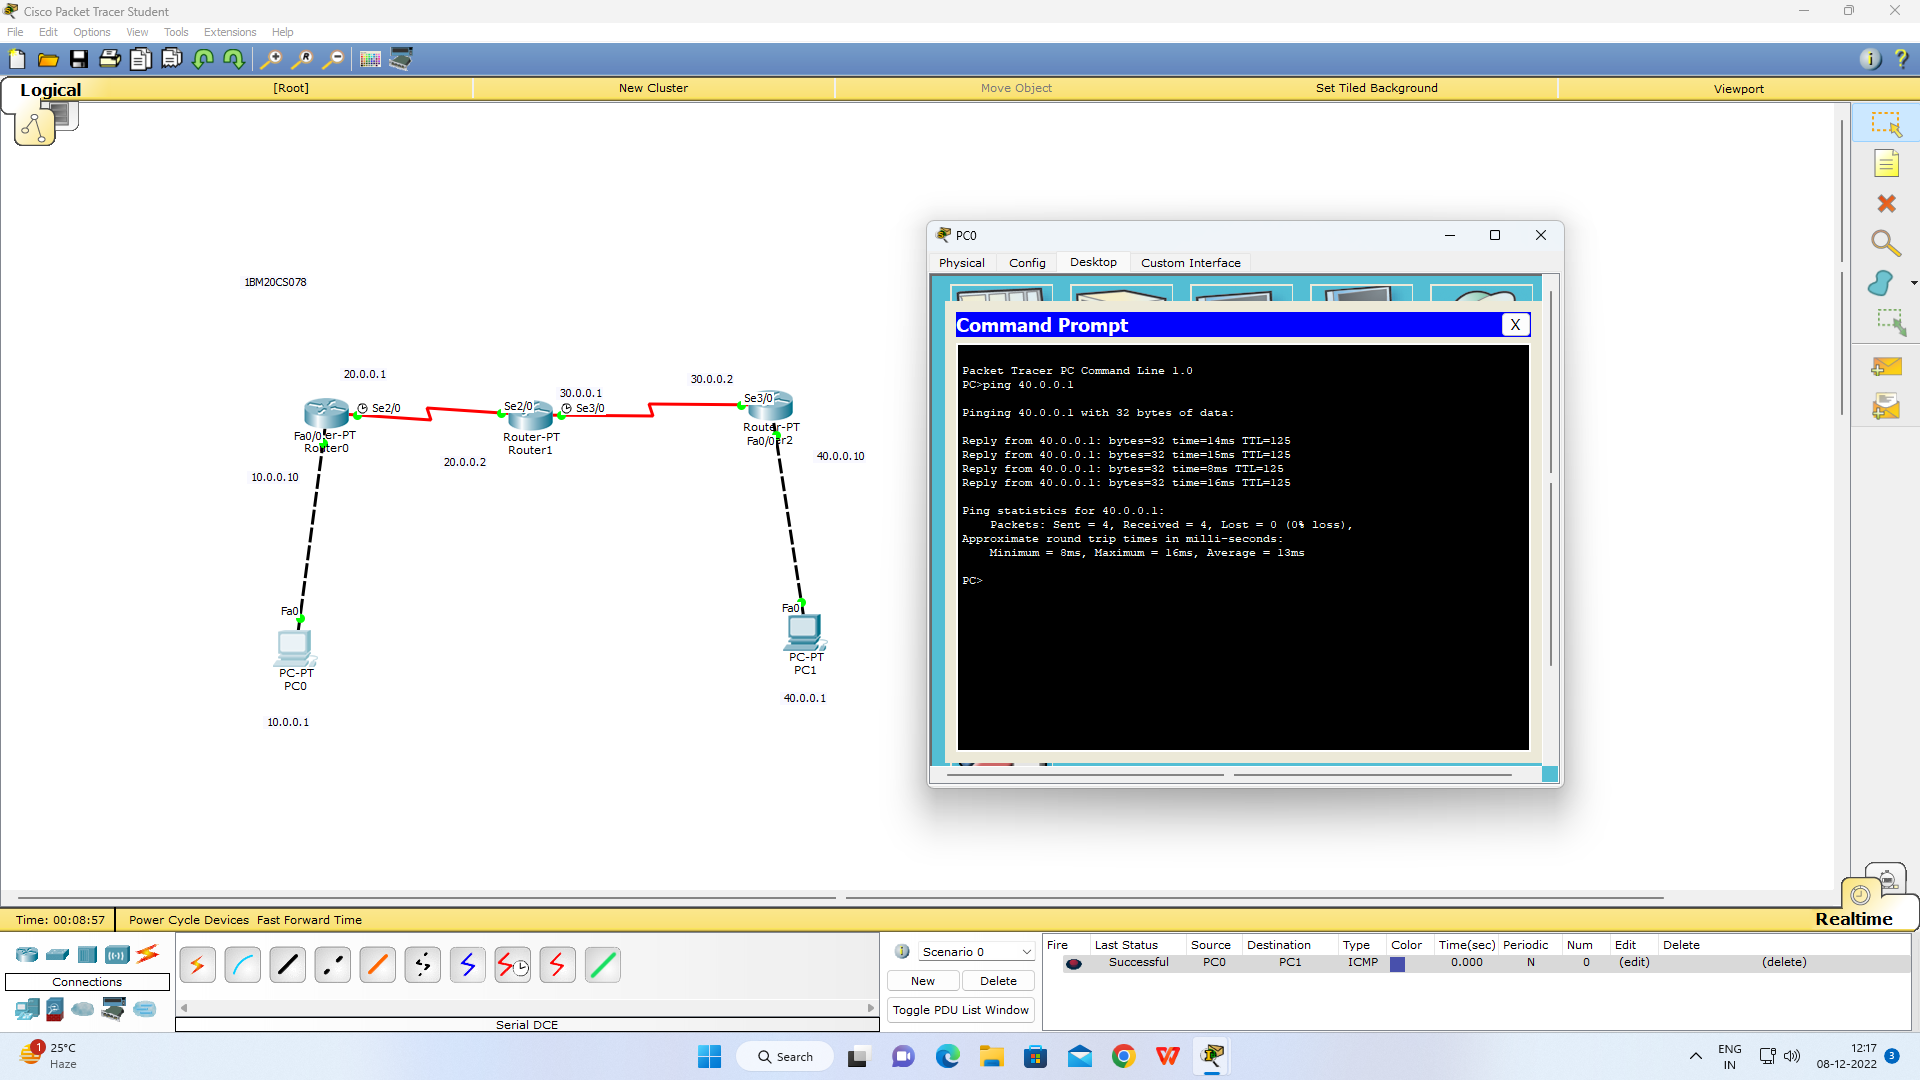 Cisco Packet Tracer Student
File Edit Options View Tools Extensions Help
Logical [Root] New Cluster Move Object Set Tiled Background Viewport
1BM20CS078
20.0.0.1
Se2/0
Fa0/0
er-PT
Router0
10.0.0.10
Se2/0
30.0.0.1
Se3/0
Router-PT
Router1
20.0.0.2
30.0.0.2
Se3/0
Router-PT
Fa0/0
er2
40.0.0.10
Fa0
PC-PT
PC0
10.0.0.1
Fa0
PC-PT
PC1
40.0.0.1
PC0
Physical Config Desktop Custom Interface
Command Prompt X
Packet Tracer PC Command Line 1.0
PC>ping 40.0.0.1
Pinging 40.0.0.1 with 32 bytes of data:
Reply from 40.0.0.1: bytes=32 time=14ms TTL=125
Reply from 40.0.0.1: bytes=32 time=15ms TTL=125
Reply from 40.0.0.1: bytes=32 time=8ms TTL=125
Reply from 40.0.0.1: bytes=32 time=16ms TTL=125
Ping statistics for 40.0.0.1:
Packets: Sent = 4, Received = 4, Lost = 0 (0% loss),
Approximate round trip times in milli-seconds:
Minimum = 8ms, Maximum = 16ms, Average = 13ms
PC>
Time: 00:08:57 Power Cycle Devices Fast Forward Time
Realtime
Connections
Serial DCE
Scenario 0
New Delete
Toggle PDU List Window
Fire Last Status Source Destination Type Color Time(sec) Periodic Num Edit Delete
Successful PC0 PC1 ICMP 0.000 N 0 (edit) (delete)
1
25°C
Haze
Search
ENG
IN
12:17
08-12-2022
3